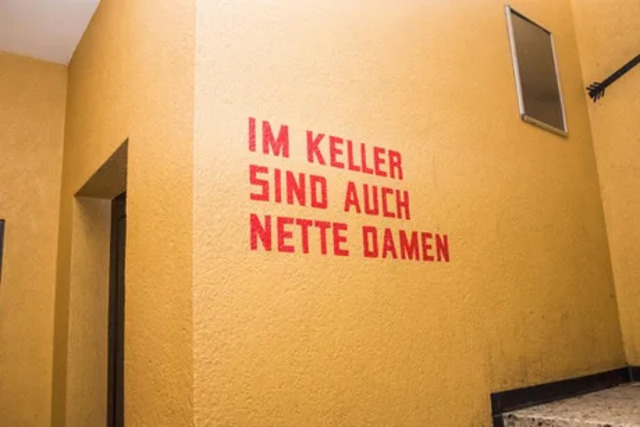 IM KELLER
SIND AUCH
NETTE DAMEN